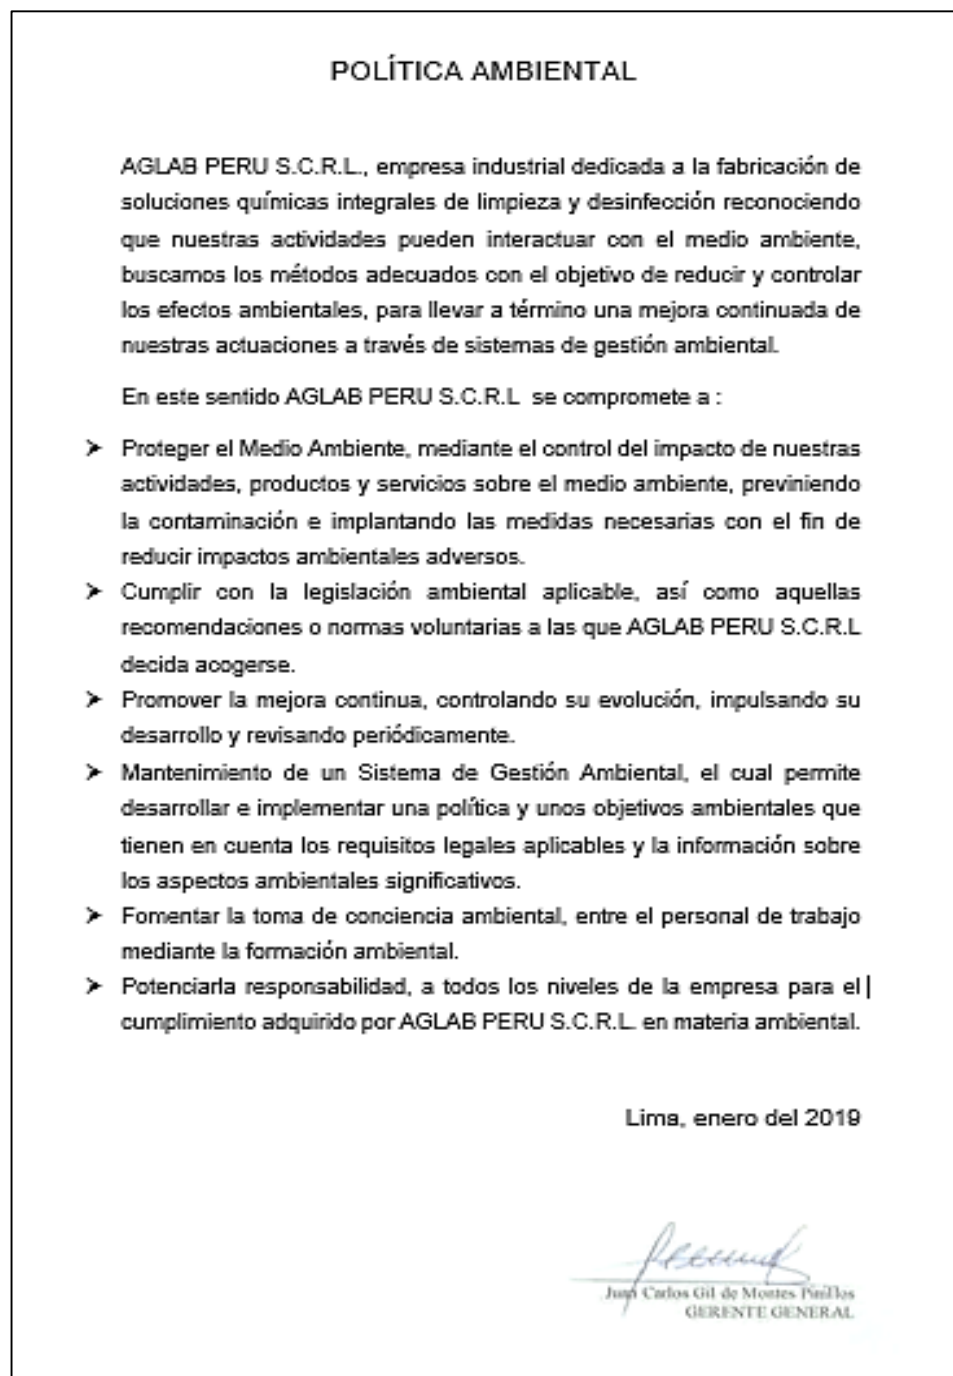 POLÍTICA AMBIENTAL
AGLAB PERU S.C.R.L., empresa industrial dedicada a la fabricación de
soluciones químicas integrales de limpieza y desinfección reconociendo
que nuestras actividades pueden interactuar con el medio ambiente,
buscamos los métodos adecuados con el objetivo de reducir y controlar
los efectos ambientales, para llevar a término una mejora continuada de
nuestras actuaciones a través de sistemas de gestión ambiental.
En este sentido AGLAB PERU S.C.R.L se compromete a :
➤ Proteger el Medio Ambiente, mediante el control del impacto de nuestras
actividades, productos y servicios sobre el medio ambiente, previniendo
la contaminación e implantando las medidas necesarias con el fin de
reducir impactos ambientales adversos.
➤ Cumplir con la legislación ambiental aplicable, así como aquellas
recomendaciones o normas voluntarias a las que AGLAB PERU S.C.R.L
decida acogerse.
➤ Promover la mejora continua, controlando su evolución, impulsando su
desarrollo y revisando periódicamente.
➤ Mantenimiento de un Sistema de Gestión Ambiental, el cual permite
desarrollar e implementar una política y unos objetivos ambientales que
tienen en cuenta los requisitos legales aplicables y la información sobre
los aspectos ambientales significativos.
➤ Fomentar la toma de conciencia ambiental, entre el personal de trabajo
mediante la formación ambiental.
➤ Potenciarla responsabilidad, a todos los niveles de la empresa para el
cumplimiento adquirido por AGLAB PERU S.C.R.L. en materia ambiental.
Lima, enero del 2019
Juan Carlos Gil de Montes Pinillos
GERENTE GENERAL